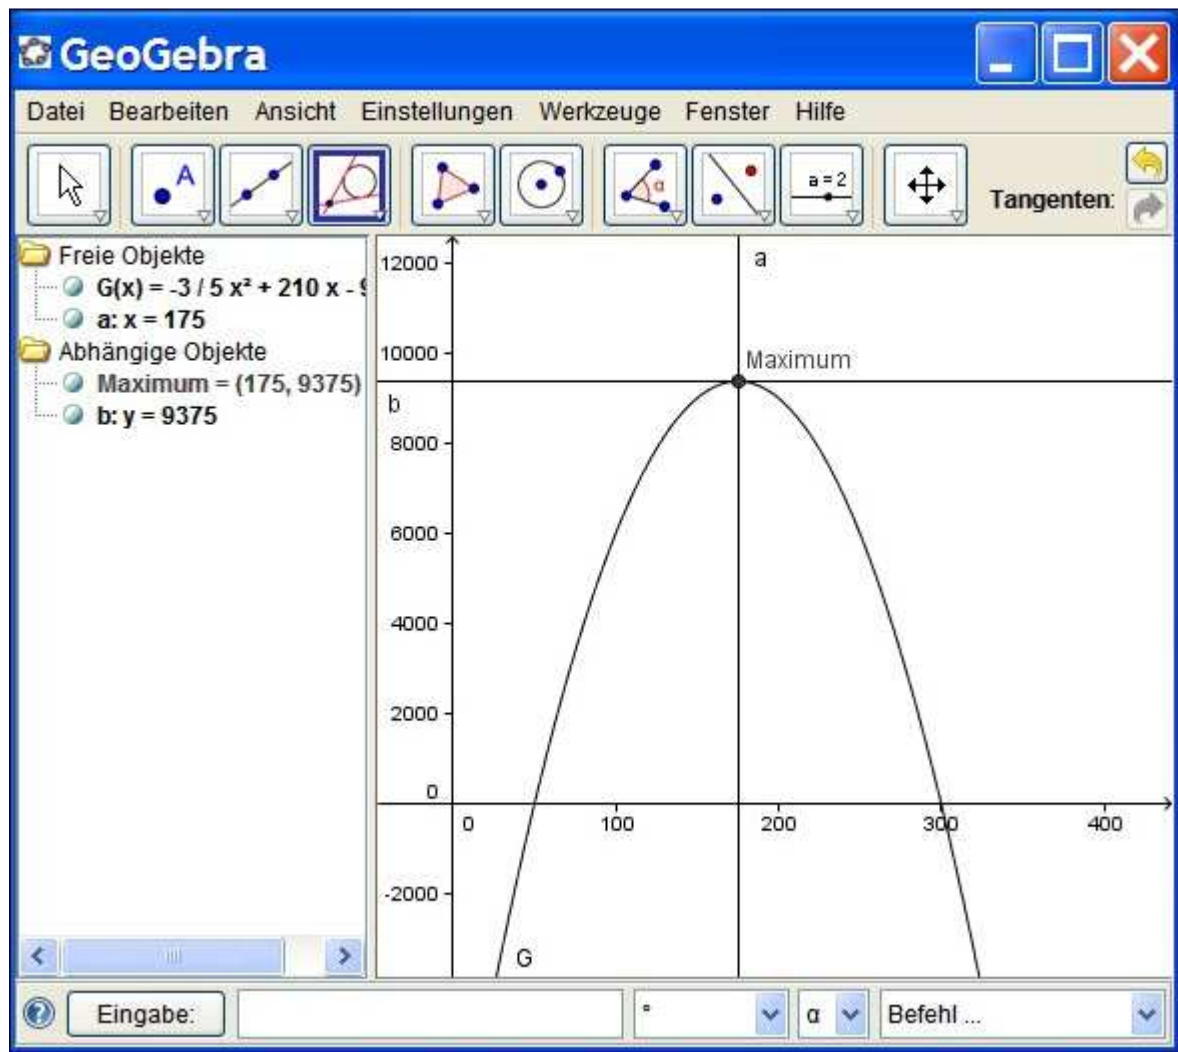 GeoGebra
Datei Bearbeiten Ansicht Einstellungen Werkzeuge Fenster Hilfe
A α a = 2 Tangenten:
Freie Objekte
G(x) = -3 / 5 x² + 210 x - 9
a: x = 175
Abhängige Objekte
Maximum = (175, 9375)
b: y = 9375
12000
a
10000
Maximum
b
8000
6000
4000
2000
0
0 100 200 300 400
-2000
G
Eingabe: ° α Befehl ...